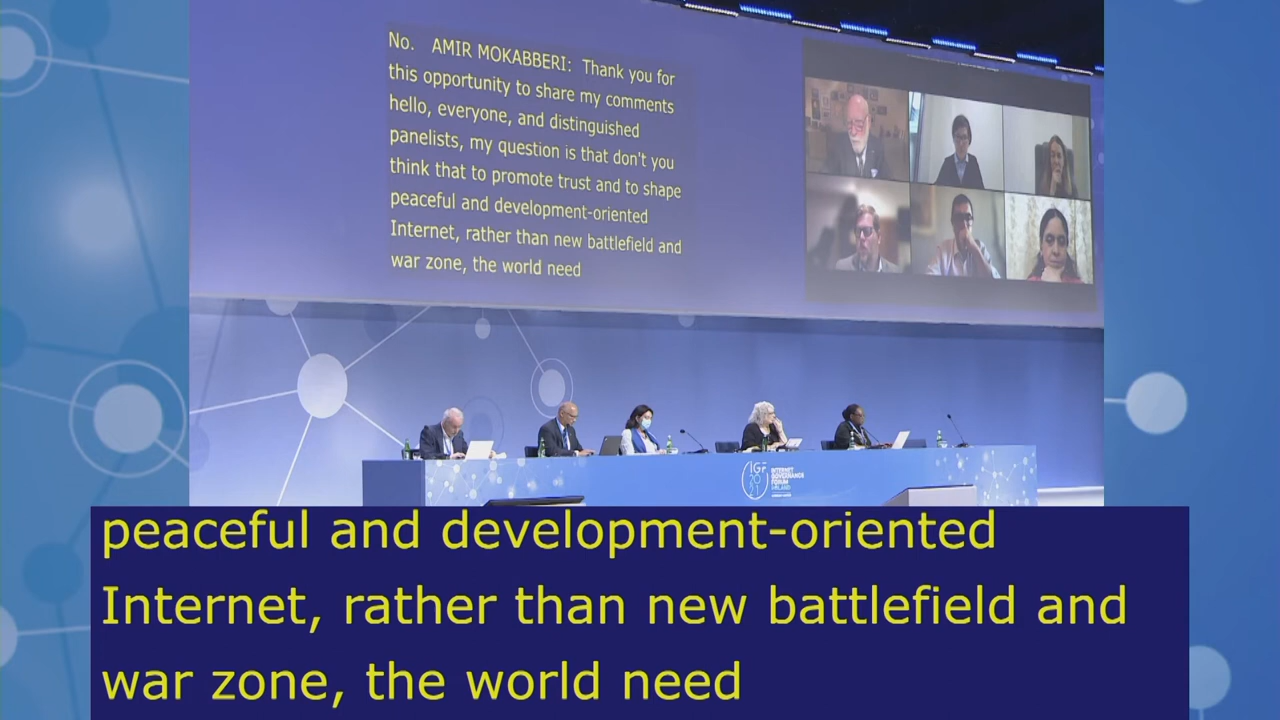 No. AMIR MOKABBERI: Thank you for
this opportunity to share my comments
hello, everyone, and distinguished
panelists, my question is that don't you
think that to promote trust and to shape
peaceful and development-oriented
Internet, rather than new battlefield and
war zone, the world need
IGF
20
21
INTERNET
GOVERNANCE
FORUM
peaceful and development-oriented
Internet, rather than new battlefield and
war zone, the world need